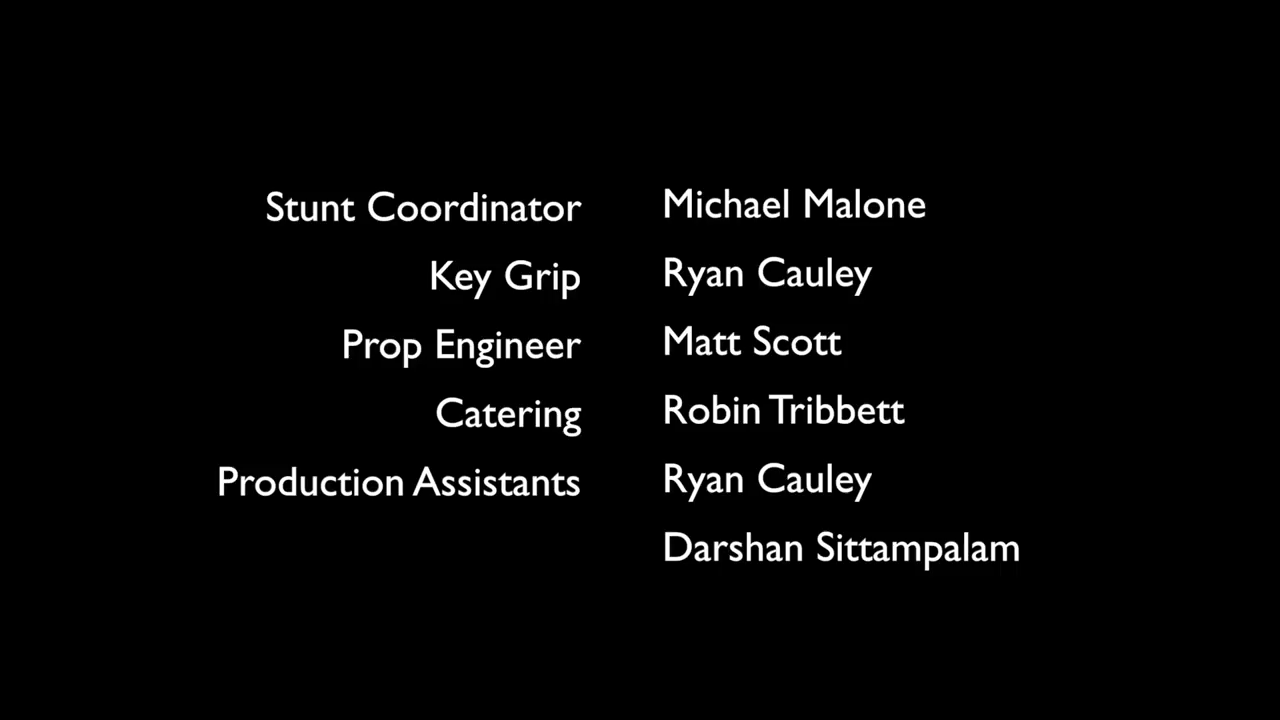 Stunt Coordinator Michael Malone
Key Grip Ryan Cauley
Prop Engineer Matt Scott
Catering Robin Tribbett
Production Assistants Ryan Cauley
Darshan Sittampalam